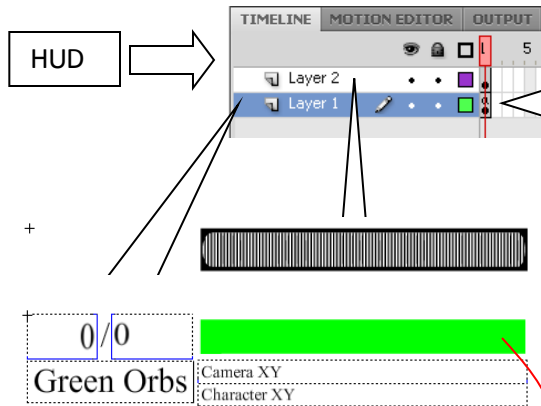 TIMELINE MOTION EDITOR OUTPUT
HUD
1 5
Layer 2
Layer 1
0/0
Green Orbs
Camera XY
Character XY